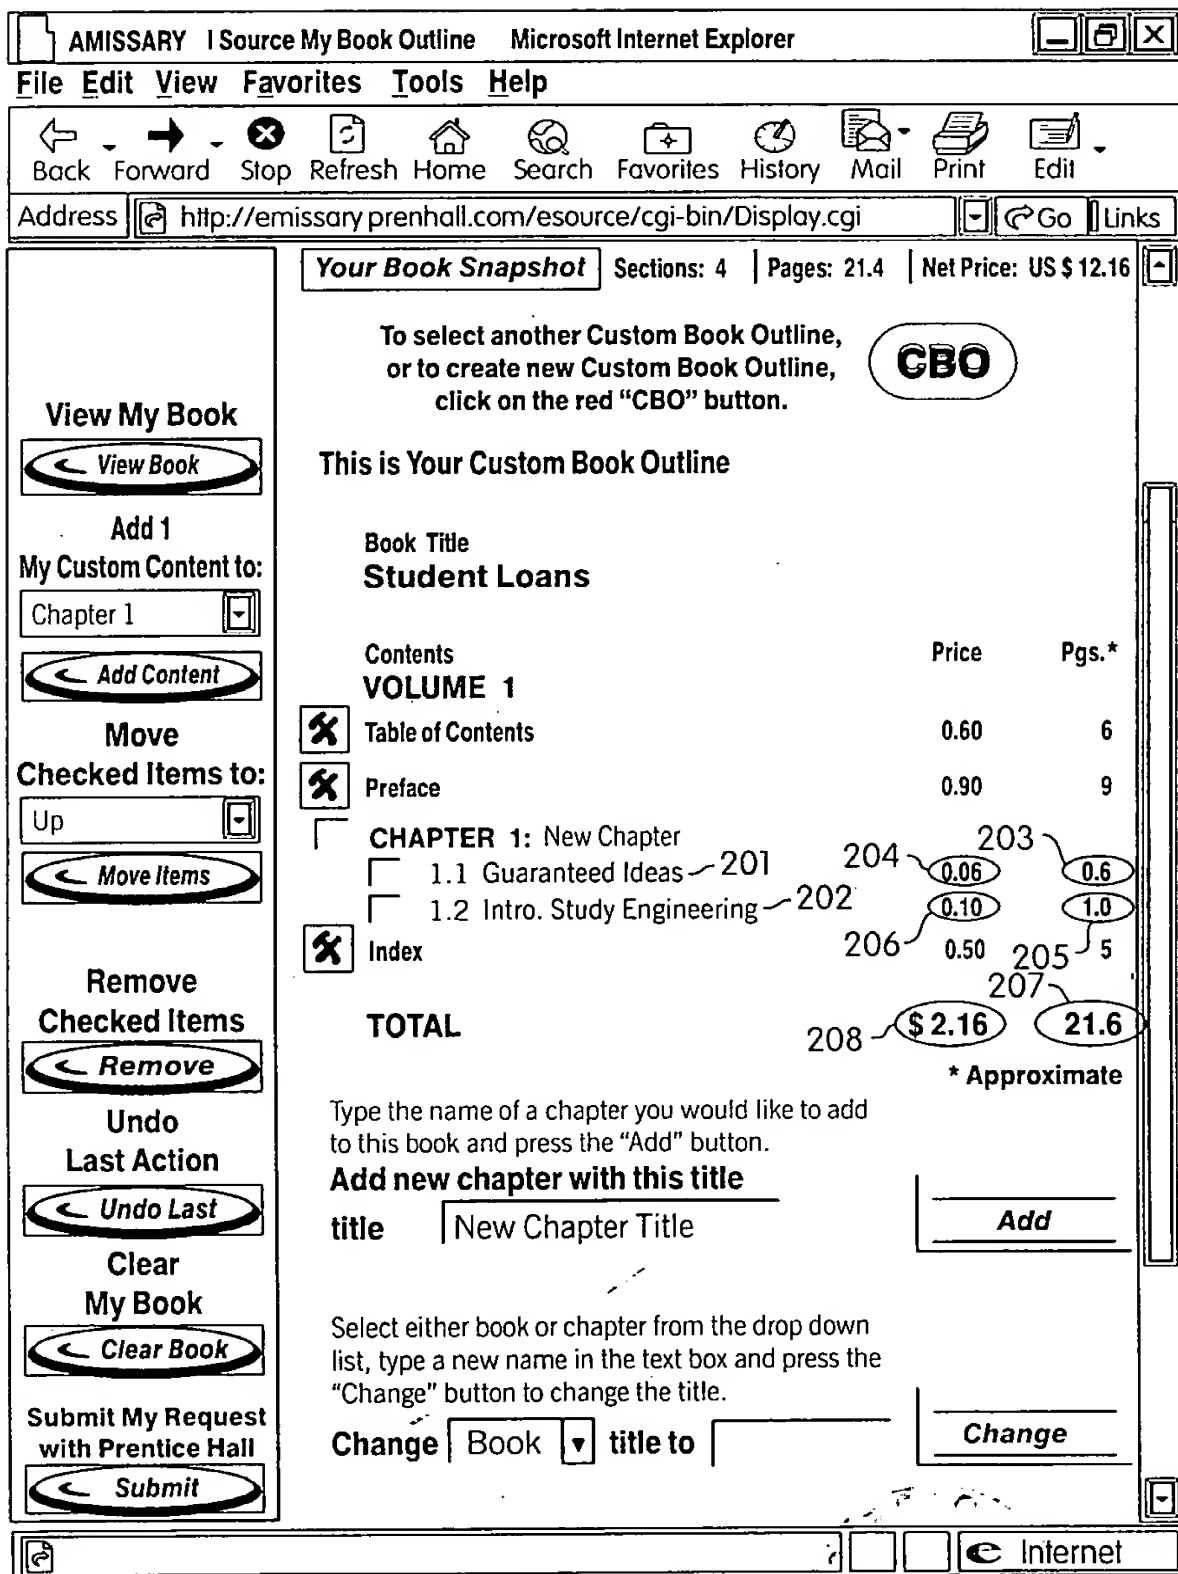 AMISSARY I Source My Book Outline Microsoft Internet Explorer
File Edit View Favorites Tools Help
Back Forward Stop Refresh Home Search Favorites History Mail Print Edit
Address http://emissary prenhall.com/esource/cgi-bin/Display.cgi Go Links
Your Book Snapshot Sections: 4 Pages: 21.4 Net Price: US $ 12.16
To select another Custom Book Outline,
or to create new Custom Book Outline,
click on the red “CBO” button.
CBO
View My Book
View Book
Add 1
My Custom Content to:
Chapter 1
Add Content
Move
Checked Items to:
Up
Move Items
Remove
Checked Items
Remove
Undo
Last Action
Undo Last
Clear
My Book
Clear Book
Submit My Request
with Prentice Hall
Submit
This is Your Custom Book Outline
Book Title
Student Loans
Contents Price Pgs.*
VOLUME 1
Table of Contents 0.60 6
Preface 0.90 9
CHAPTER 1: New Chapter 203
1.1 Guaranteed Ideas 201 204 0.06 0.6
1.2 Intro. Study Engineering 202 0.10 1.0
Index 206 0.50 205 5
207
TOTAL 208 $ 2.16 21.6
* Approximate
Type the name of a chapter you would like to add
to this book and press the “Add” button.
Add new chapter with this title
title New Chapter Title Add
Select either book or chapter from the drop down
list, type a new name in the text box and press the
“Change” button to change the title.
Change Book title to Change
Internet